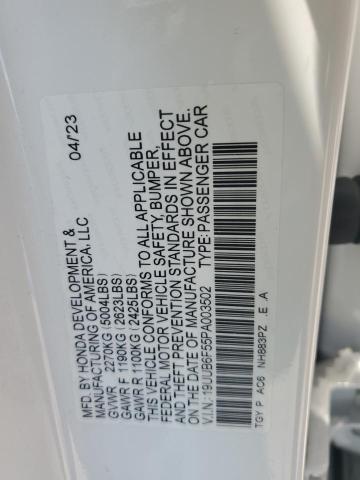 MFD.BY HONDA DEVELOPMENT & 04/23
MANUFACTURING OF AMERICA, LLC
GVWR 2270KG (5004LBS)
GAWR F 1190KG (2623LBS)
GAWR R 1100KG (2425LBS)
THIS VEHICLE CONFORMS TO ALL APPLICABLE
FEDERAL MOTOR VEHICLE SAFETY, BUMPER,
AND THEFT PREVENTION STANDARDS IN EFFECT
ON THE DATE OF MANUFACTURE SHOWN ABOVE.
V.I.N.:19UUB6F55PA003502 TYPE:PASSENGER CAR
TGY P AC6 NH883PZ .E .A